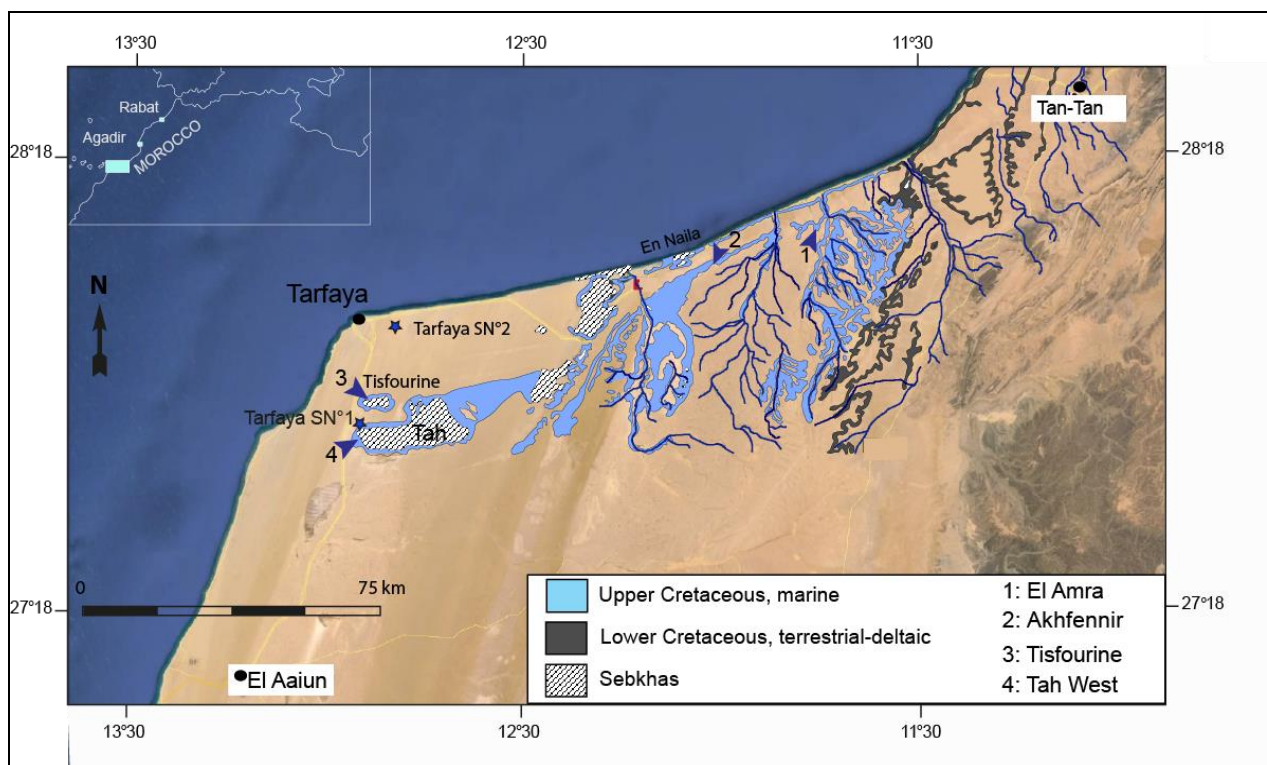 13°30
12°30
11°30
Rabat
Agadir
MOROCCO
Tan-Tan
28°18
28°18
En Naila
2
1
N
Tarfaya
Tarfaya SN°2
3
Tisfourine
Tarfaya SN°1
Tah
4
0
75 km
27°18
27°18
Upper Cretaceous, marine
Lower Cretaceous, terrestrial-deltaic
Sebkhas
1: El Amra
2: Akhfennir
3: Tisfourine
4: Tah West
El Aaiun
13°30
12°30
11°30